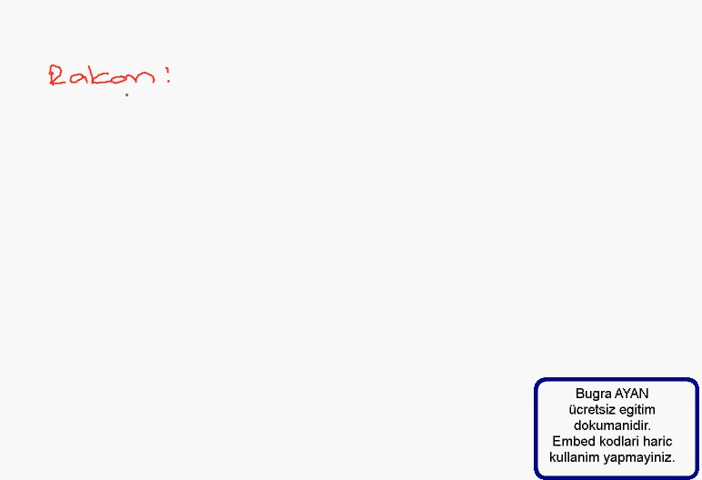 Rakam:
Bugra AYAN
ücretsiz egitim
dokumanidir.
Embed kodlari haric
kullanim yapmayiniz.